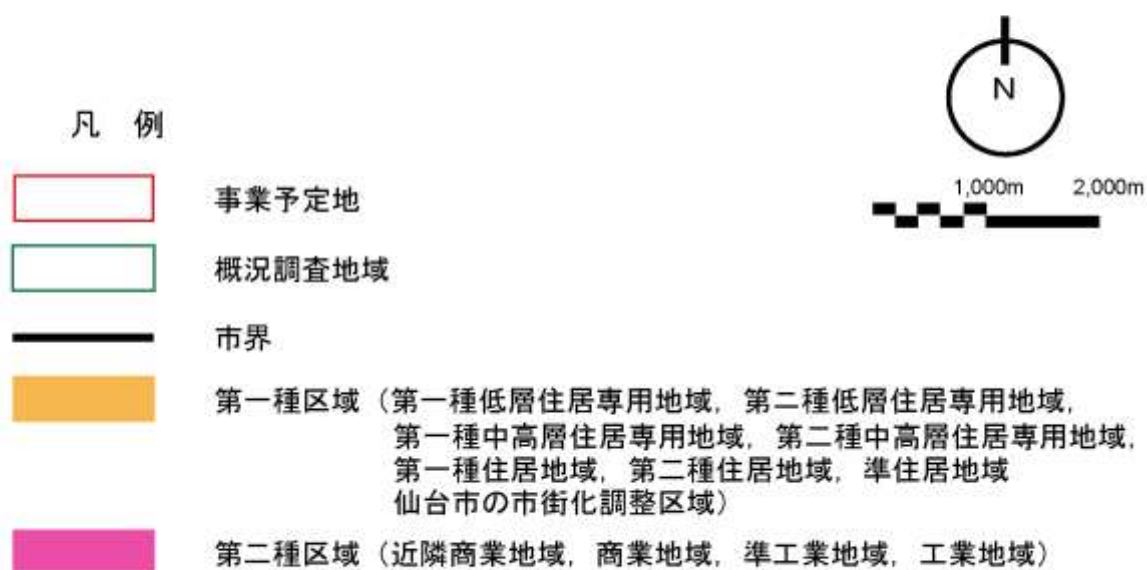 N
凡　例
1,000m　2,000m
事業予定地
概況調査地域
市界
第一種区域（第一種低層住居専用地域，第二種低層住居専用地域，
第一種中高層住居専用地域，第二種中高層住居専用地域，
第一種住居地域，第二種住居地域，準住居地域
仙台市の市街化調整区域）
第二種区域（近隣商業地域，商業地域，準工業地域，工業地域）